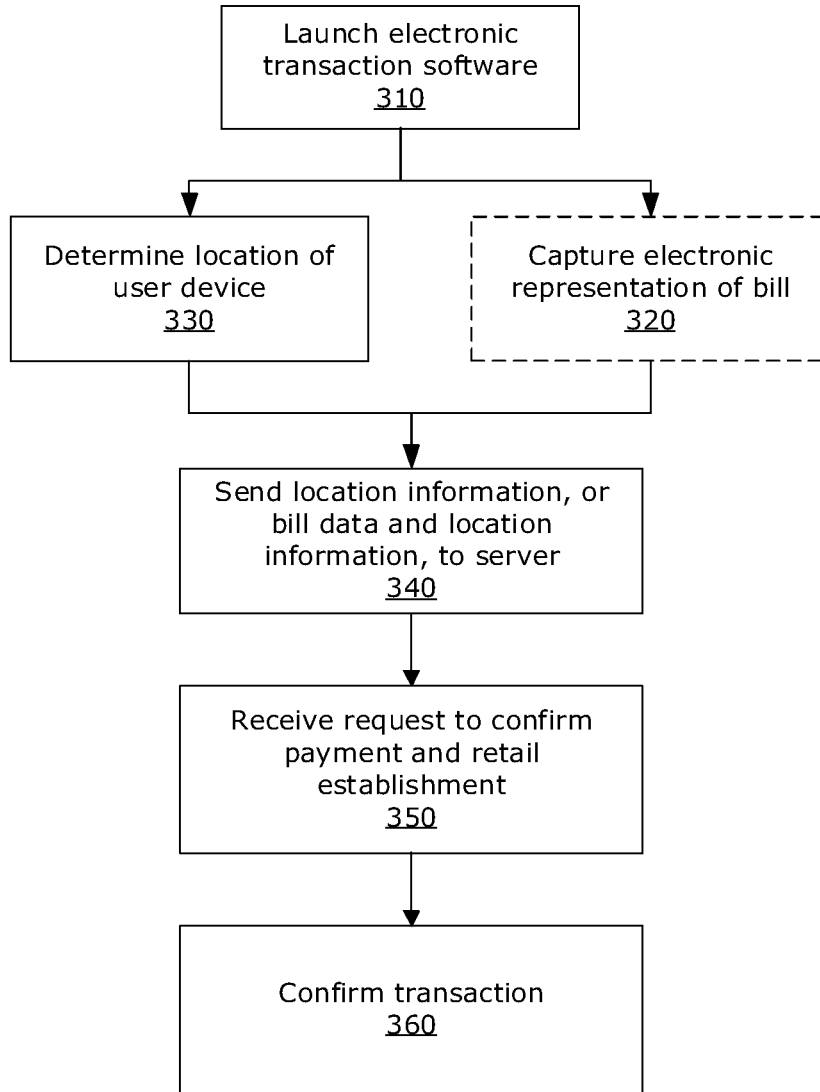 Launch electronic
transaction software
310
Determine location of
user device
330
Capture electronic
representation of bill
320
Send location information, or
bill data and location
information, to server
340
Receive request to confirm
payment and retail
establishment
350
Confirm transaction
360